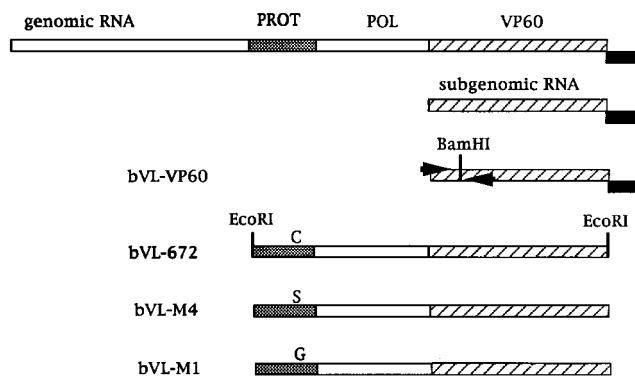 genomic RNA PROT POL VP60
subgenomic RNA
BamHI
bVL-VP60
EcoRI EcoRI
C
bVL-672
S
bVL-M4
G
bVL-M1